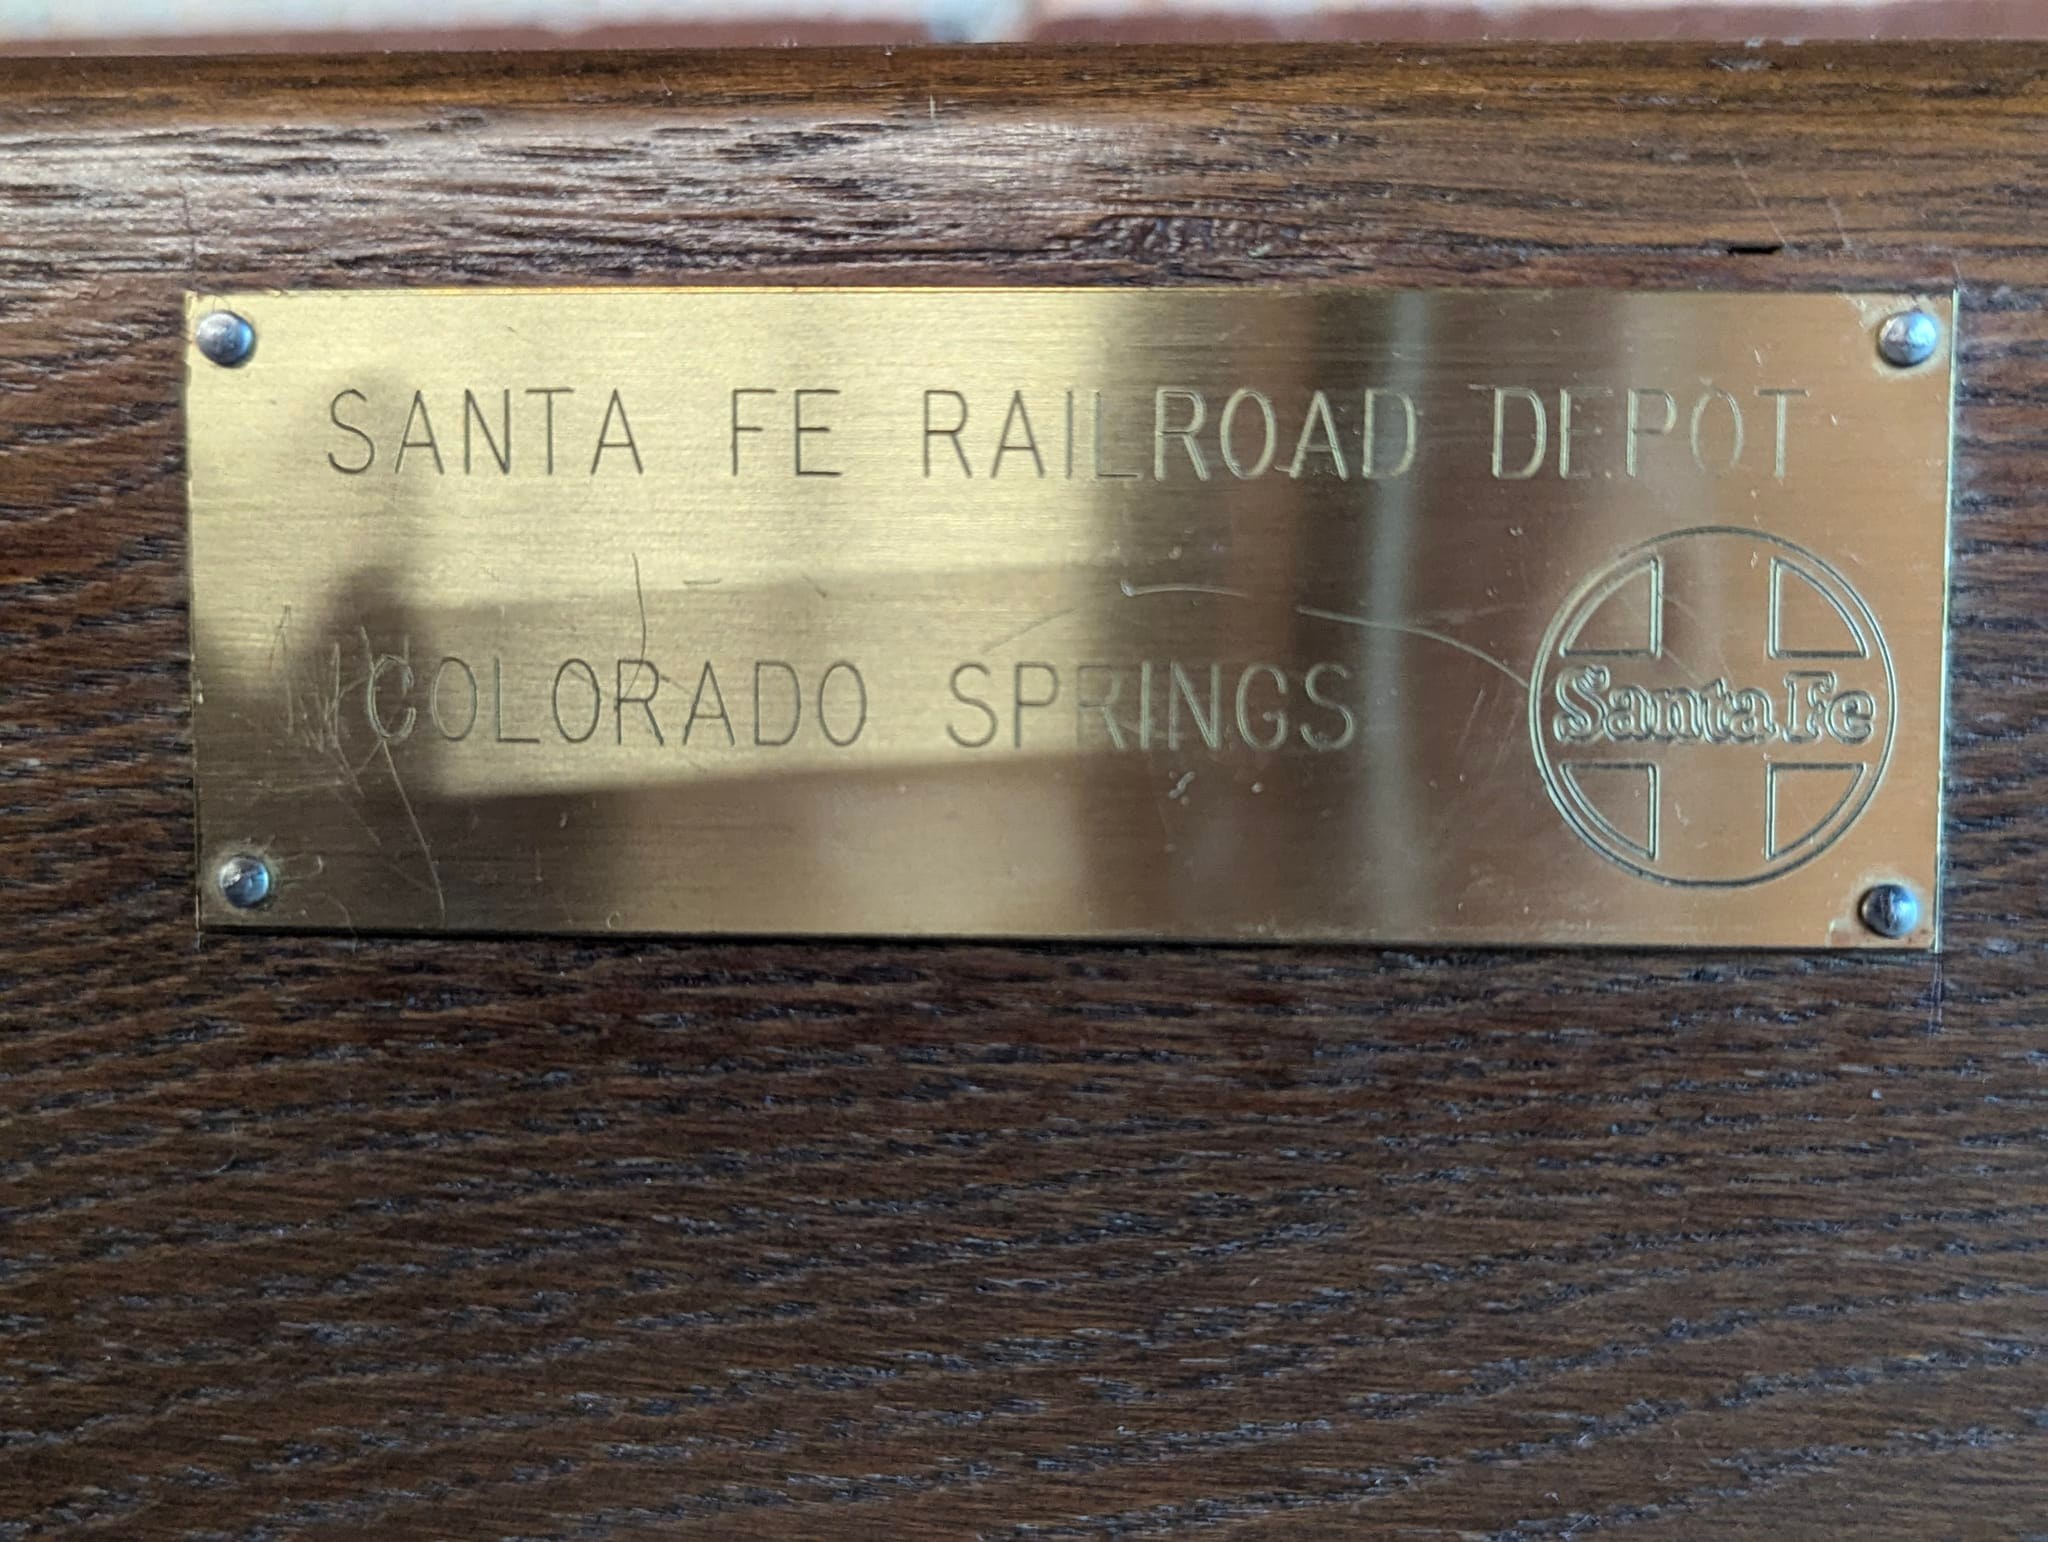 SANTA FE RAILROAD DEPOT
COLORADO SPRINGS
Santa Fe